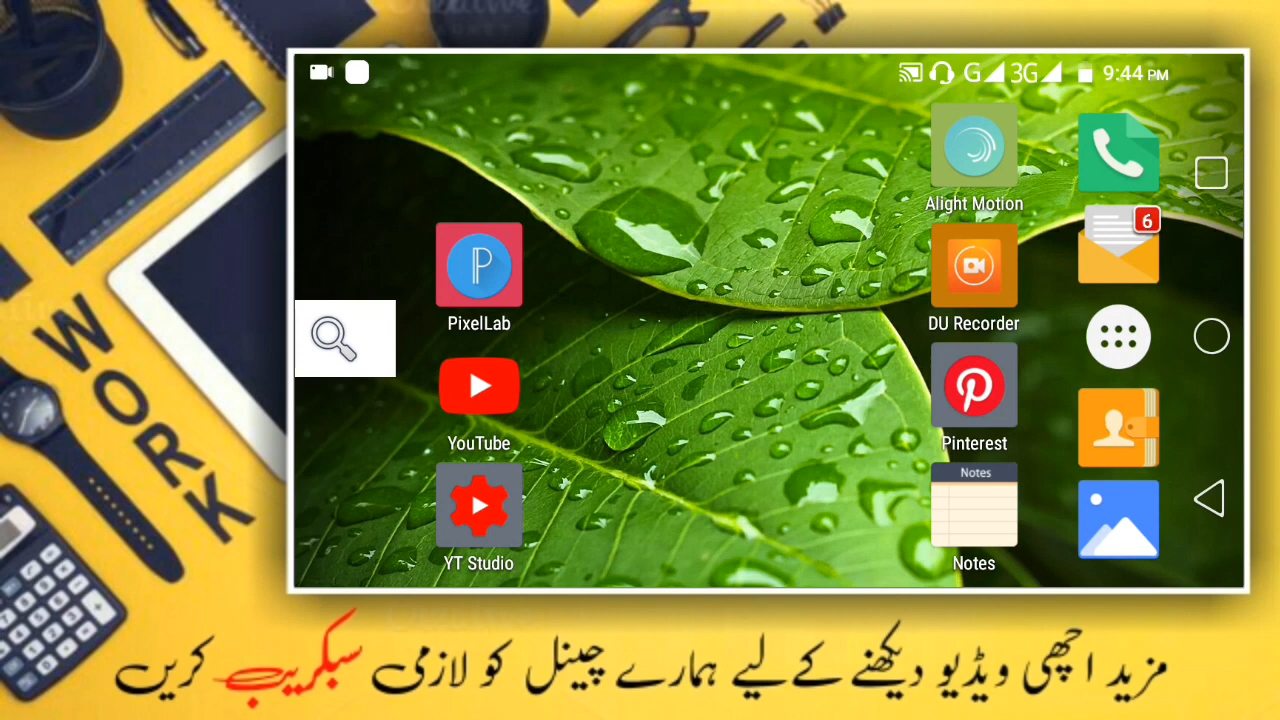 G 3G 9:44 PM
Alight Motion
6
PixelLab
DU Recorder
YouTube
Pinterest
Notes
YT Studio
Notes
WORK
مزید اچھی ویڈیو دیکھنے کے لیے ہمارے چینل کو لازمی سبکریب کریں